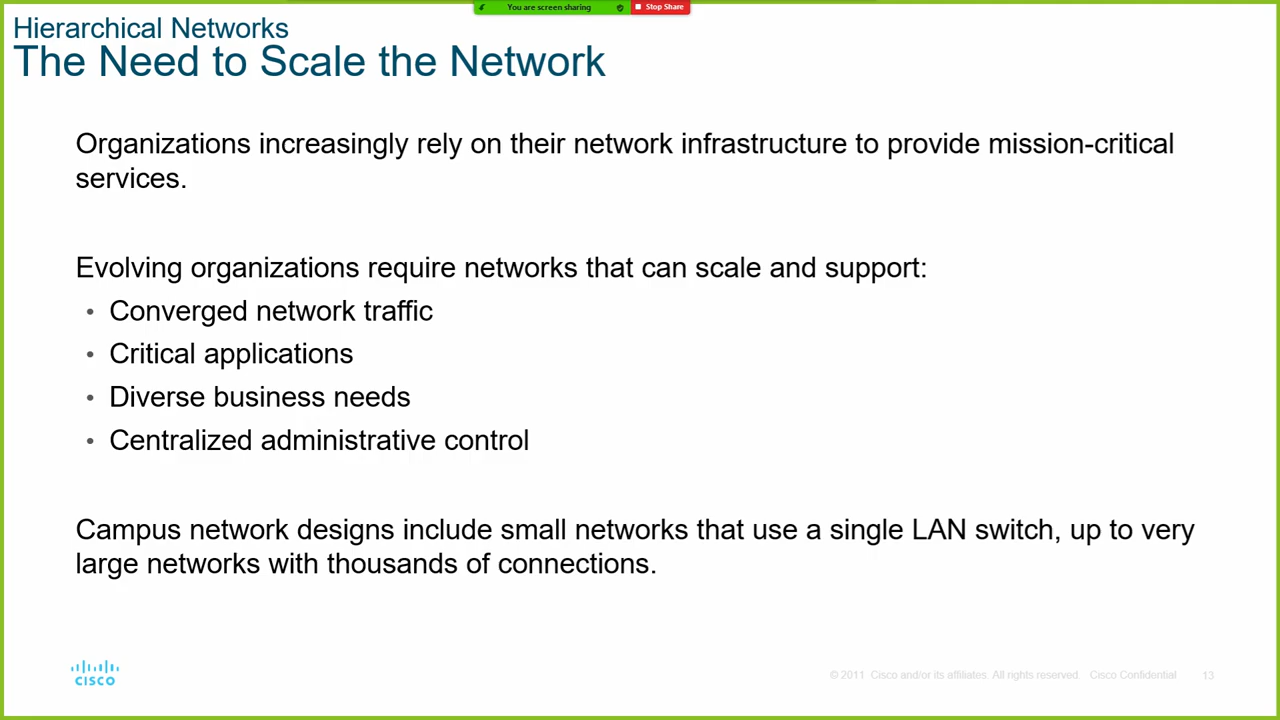 You are screen sharing
Stop Share
Hierarchical Networks
The Need to Scale the Network
Organizations increasingly rely on their network infrastructure to provide mission-critical
services.
Evolving organizations require networks that can scale and support:
• Converged network traffic
• Critical applications
• Diverse business needs
• Centralized administrative control
Campus network designs include small networks that use a single LAN switch, up to very
large networks with thousands of connections.
CISCO
© 2011 Cisco and/or its affiliates. All rights reserved. Cisco Confidential 13